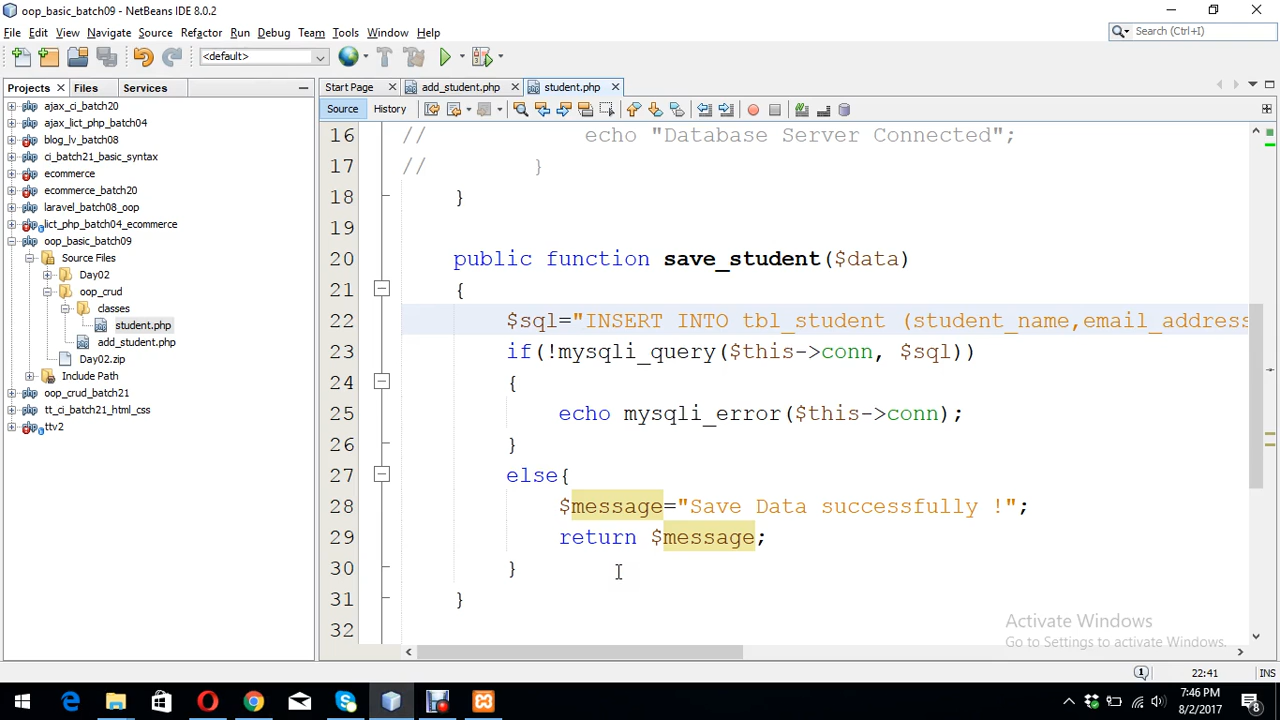 oop_basic_batch09 - NetBeans IDE 8.0.2
File Edit View Navigate Source Refactor Run Debug Team Tools Window Help
Search (Ctrl+I)
<default>
Projects Files Services
Start Page add_student.php student.php
Source History
ajax_ci_batch20
ajax_lict_php_batch04
blog_lv_batch08
ci_batch21_basic_syntax
ecommerce
ecommerce_batch20
laravel_batch08_oop
lict_php_batch04_ecommerce
oop_basic_batch09
Source Files
Day02
oop_crud
classes
student.php
add_student.php
Day02.zip
Include Path
oop_crud_batch21
tt_ci_batch21_html_css
ttv2
16 // echo "Database Server Connected";
17 // }
18 }
19
20 public function save_student($data)
21 {
22 $sql="INSERT INTO tbl_student (student_name,email_address
23 if(!mysqli_query($this->conn, $sql))
24 {
25 echo mysqli_error($this->conn);
26 }
27 else{
28 $message="Save Data successfully !";
29 return $message;
30 }
31 }
32
Activate Windows
Go to Settings to activate Windows.
1 22:41 INS
7:46 PM
8/2/2017
8